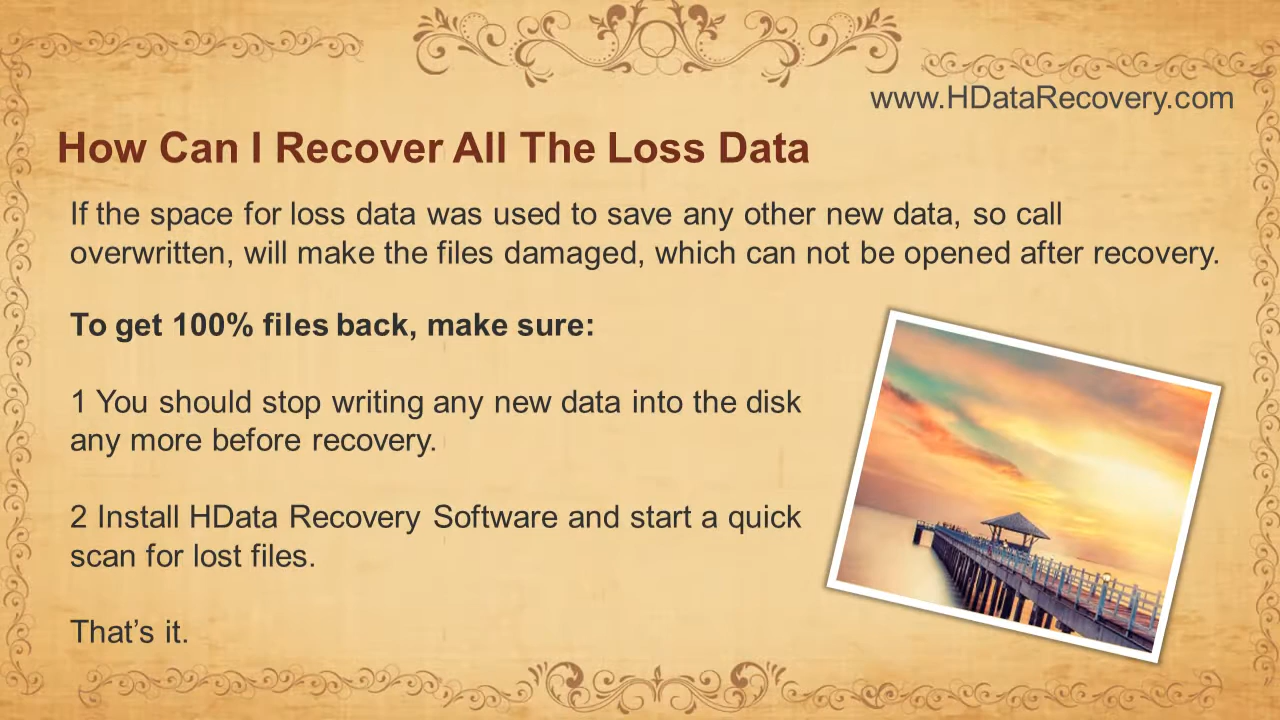 www.HDataRecovery.com
How Can I Recover All The Loss Data
If the space for loss data was used to save any other new data, so call
overwritten, will make the files damaged, which can not be opened after recovery.
To get 100% files back, make sure:
1 You should stop writing any new data into the disk
any more before recovery.
2 Install HData Recovery Software and start a quick
scan for lost files.
That’s it.